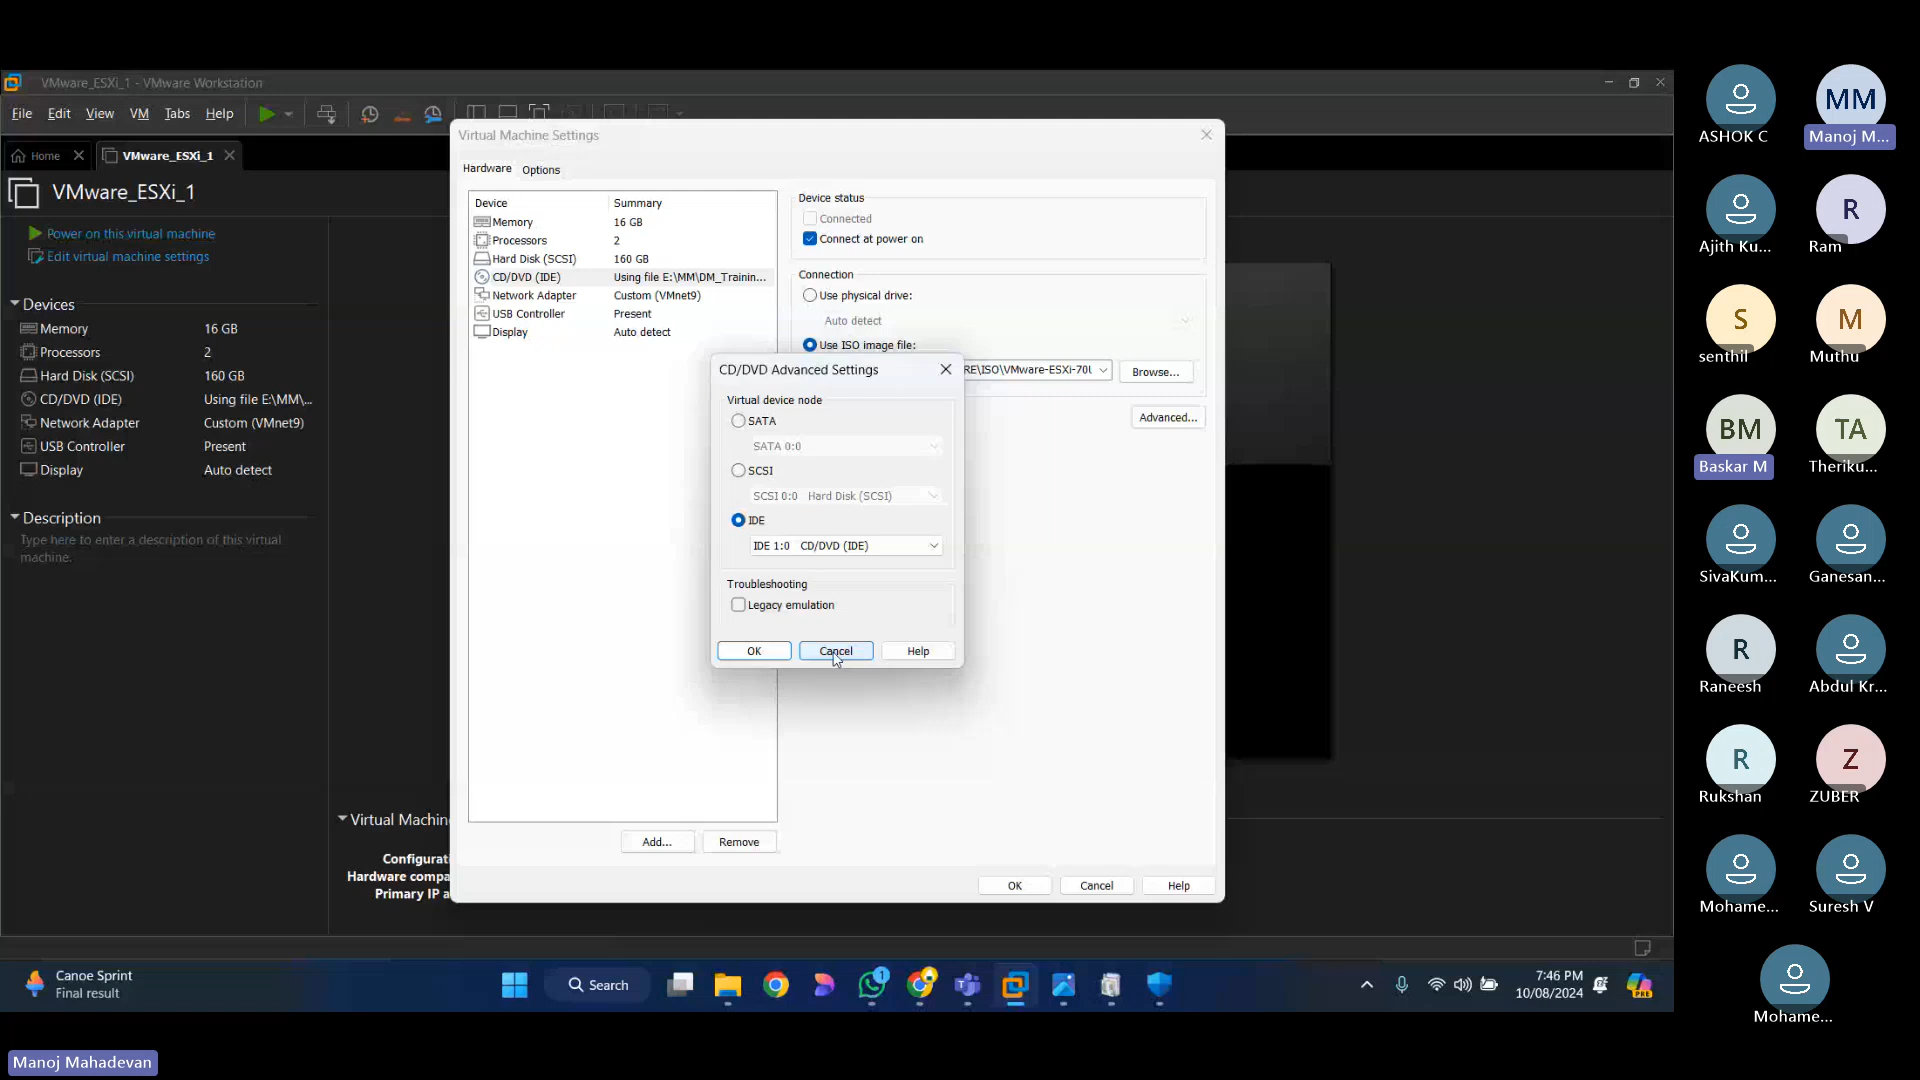 VMware_ESXi_1 - VMware Workstation
File Edit View VM Tabs Help
Home VMware_ESXi_1
VMware_ESXi_1
Power on this virtual machine
Edit virtual machine settings
Devices
Memory 16 GB
Processors 2
Hard Disk (SCSI) 160 GB
CD/DVD (IDE) Using file E:\MM\...
Network Adapter Custom (VMnet9)
USB Controller Present
Display Auto detect
Description
Type here to enter a description of this virtual
machine.
Virtual Machin
Configurati
Hardware compa
Primary IP a
Virtual Machine Settings
Hardware Options
Device Summary
Memory 16 GB
Processors 2
Hard Disk (SCSI) 160 GB
CD/DVD (IDE) Using file E:\MM\DM_Trainin...
Network Adapter Custom (VMnet9)
USB Controller Present
Display Auto detect
Add... Remove
Device status
Connected
Connect at power on
Connection
Use physical drive:
Auto detect
Use ISO image file:
RE\ISO\VMware-ESXi-70U Browse...
Advanced...
CD/DVD Advanced Settings
Virtual device node
SATA
SATA 0:0
SCSI
SCSI 0:0 Hard Disk (SCSI)
IDE
IDE 1:0 CD/DVD (IDE)
Troubleshooting
Legacy emulation
OK Cancel Help
OK Cancel Help
Canoe Sprint
Final result
Search
1
PRE
7:46 PM
10/08/2024
ASHOK C
MM
Manoj M...
Ajith Ku...
R
Ram
S
senthil
M
Muthu
BM
Baskar M
TA
Theriku...
SivaKum...
Ganesan...
R
Raneesh
Abdul Kr...
R
Rukshan
Z
ZUBER
Mohame...
Suresh V
Mohame...
Manoj Mahadevan